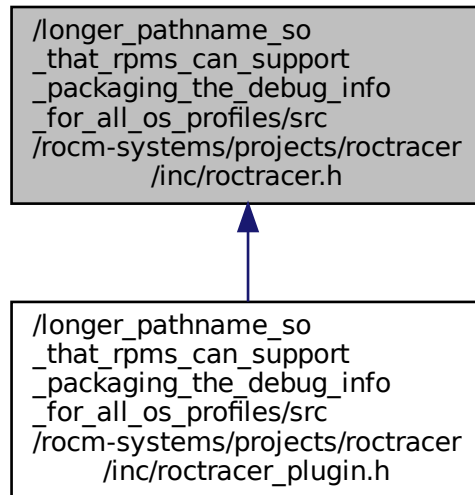 /longer_pathname_so
_that_rpms_can_support
_packaging_the_debug_info
_for_all_os_profiles/src
/rocm-systems/projects/roctracer
/inc/roctracer.h
/longer_pathname_so
_that_rpms_can_support
_packaging_the_debug_info
_for_all_os_profiles/src
/rocm-systems/projects/roctracer
/inc/roctracer_plugin.h